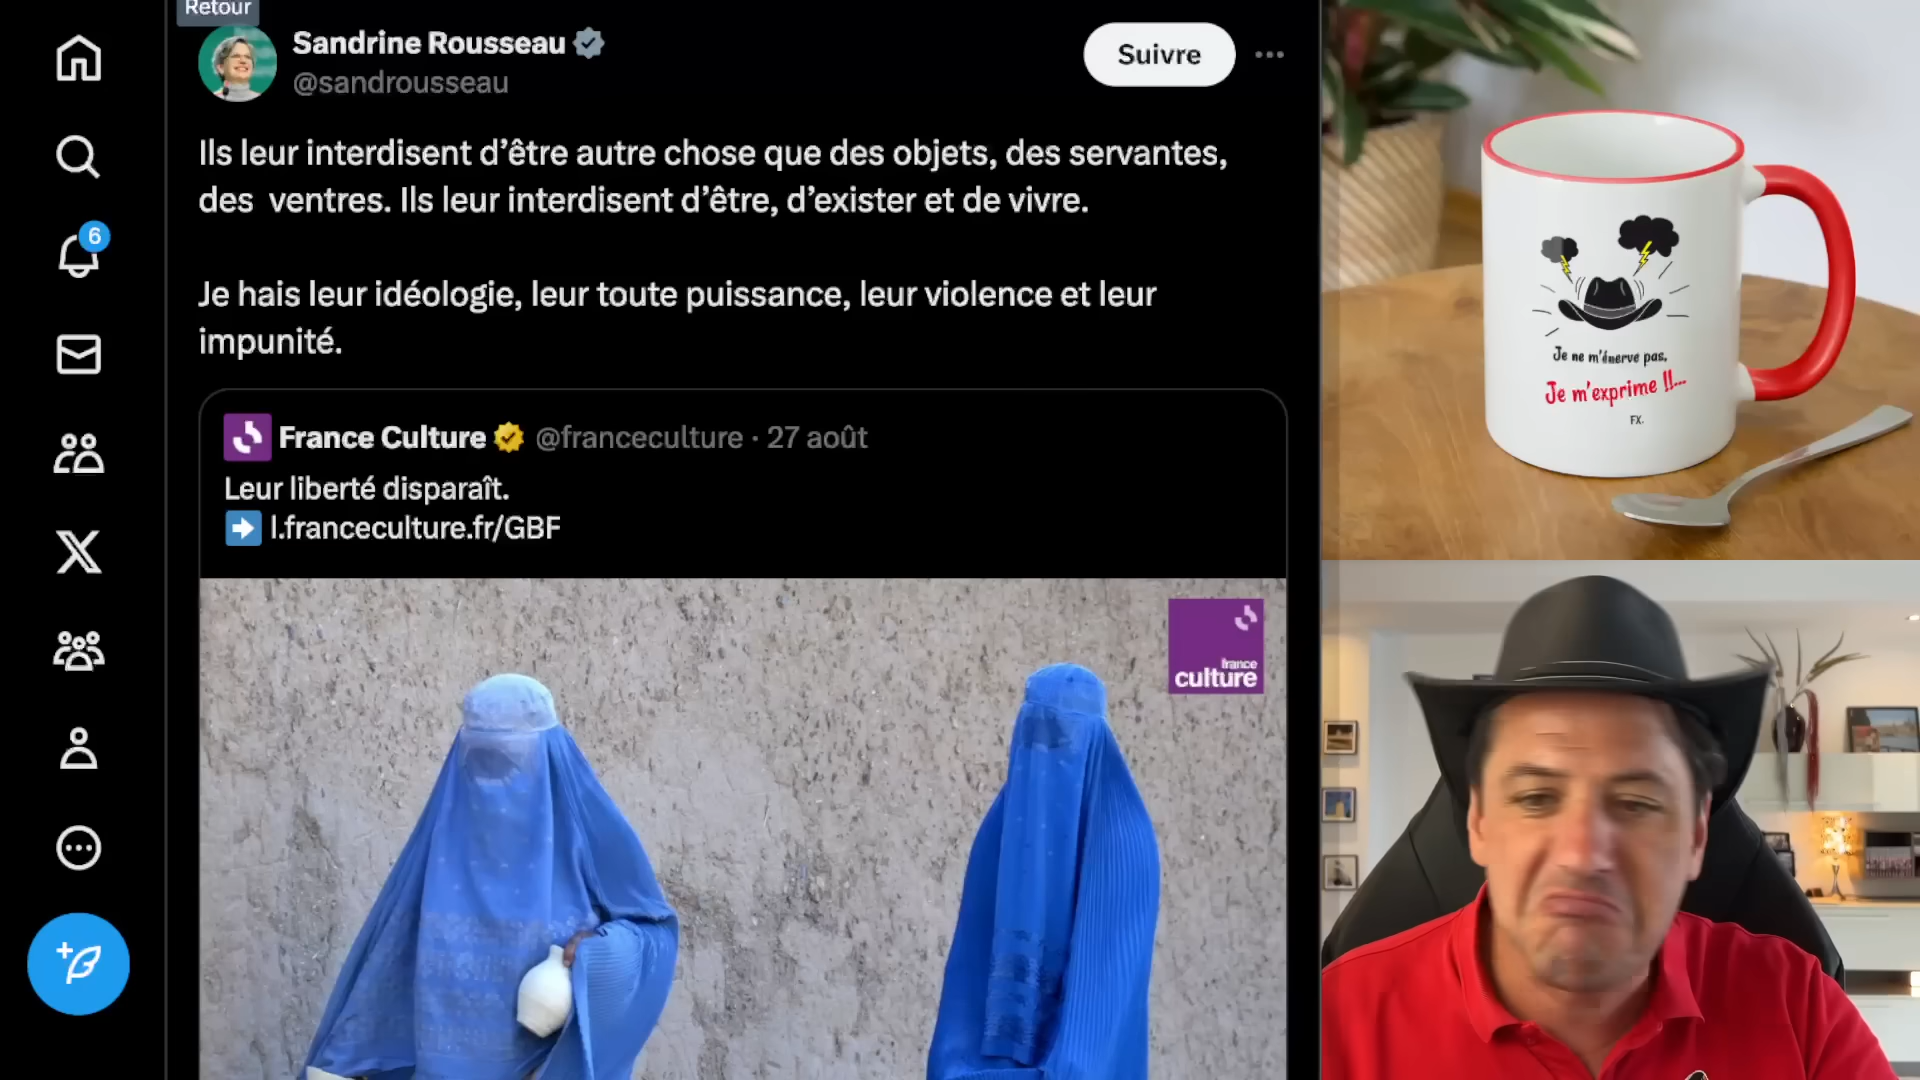 Retour
Sandrine Rousseau
@sandrousseau
Suivre
Ils leur interdisent d’être autre chose que des objets, des servantes,
des  ventres. Ils leur interdisent d’être, d’exister et de vivre.
Je hais leur idéologie, leur toute puissance, leur violence et leur
impunité.
France Culture @franceculture · 27 août
Leur liberté disparaît.
l.franceculture.fr/GBF
france
culture
6
Je ne m'énerve pas,
Je m'exprime !!...
FX.